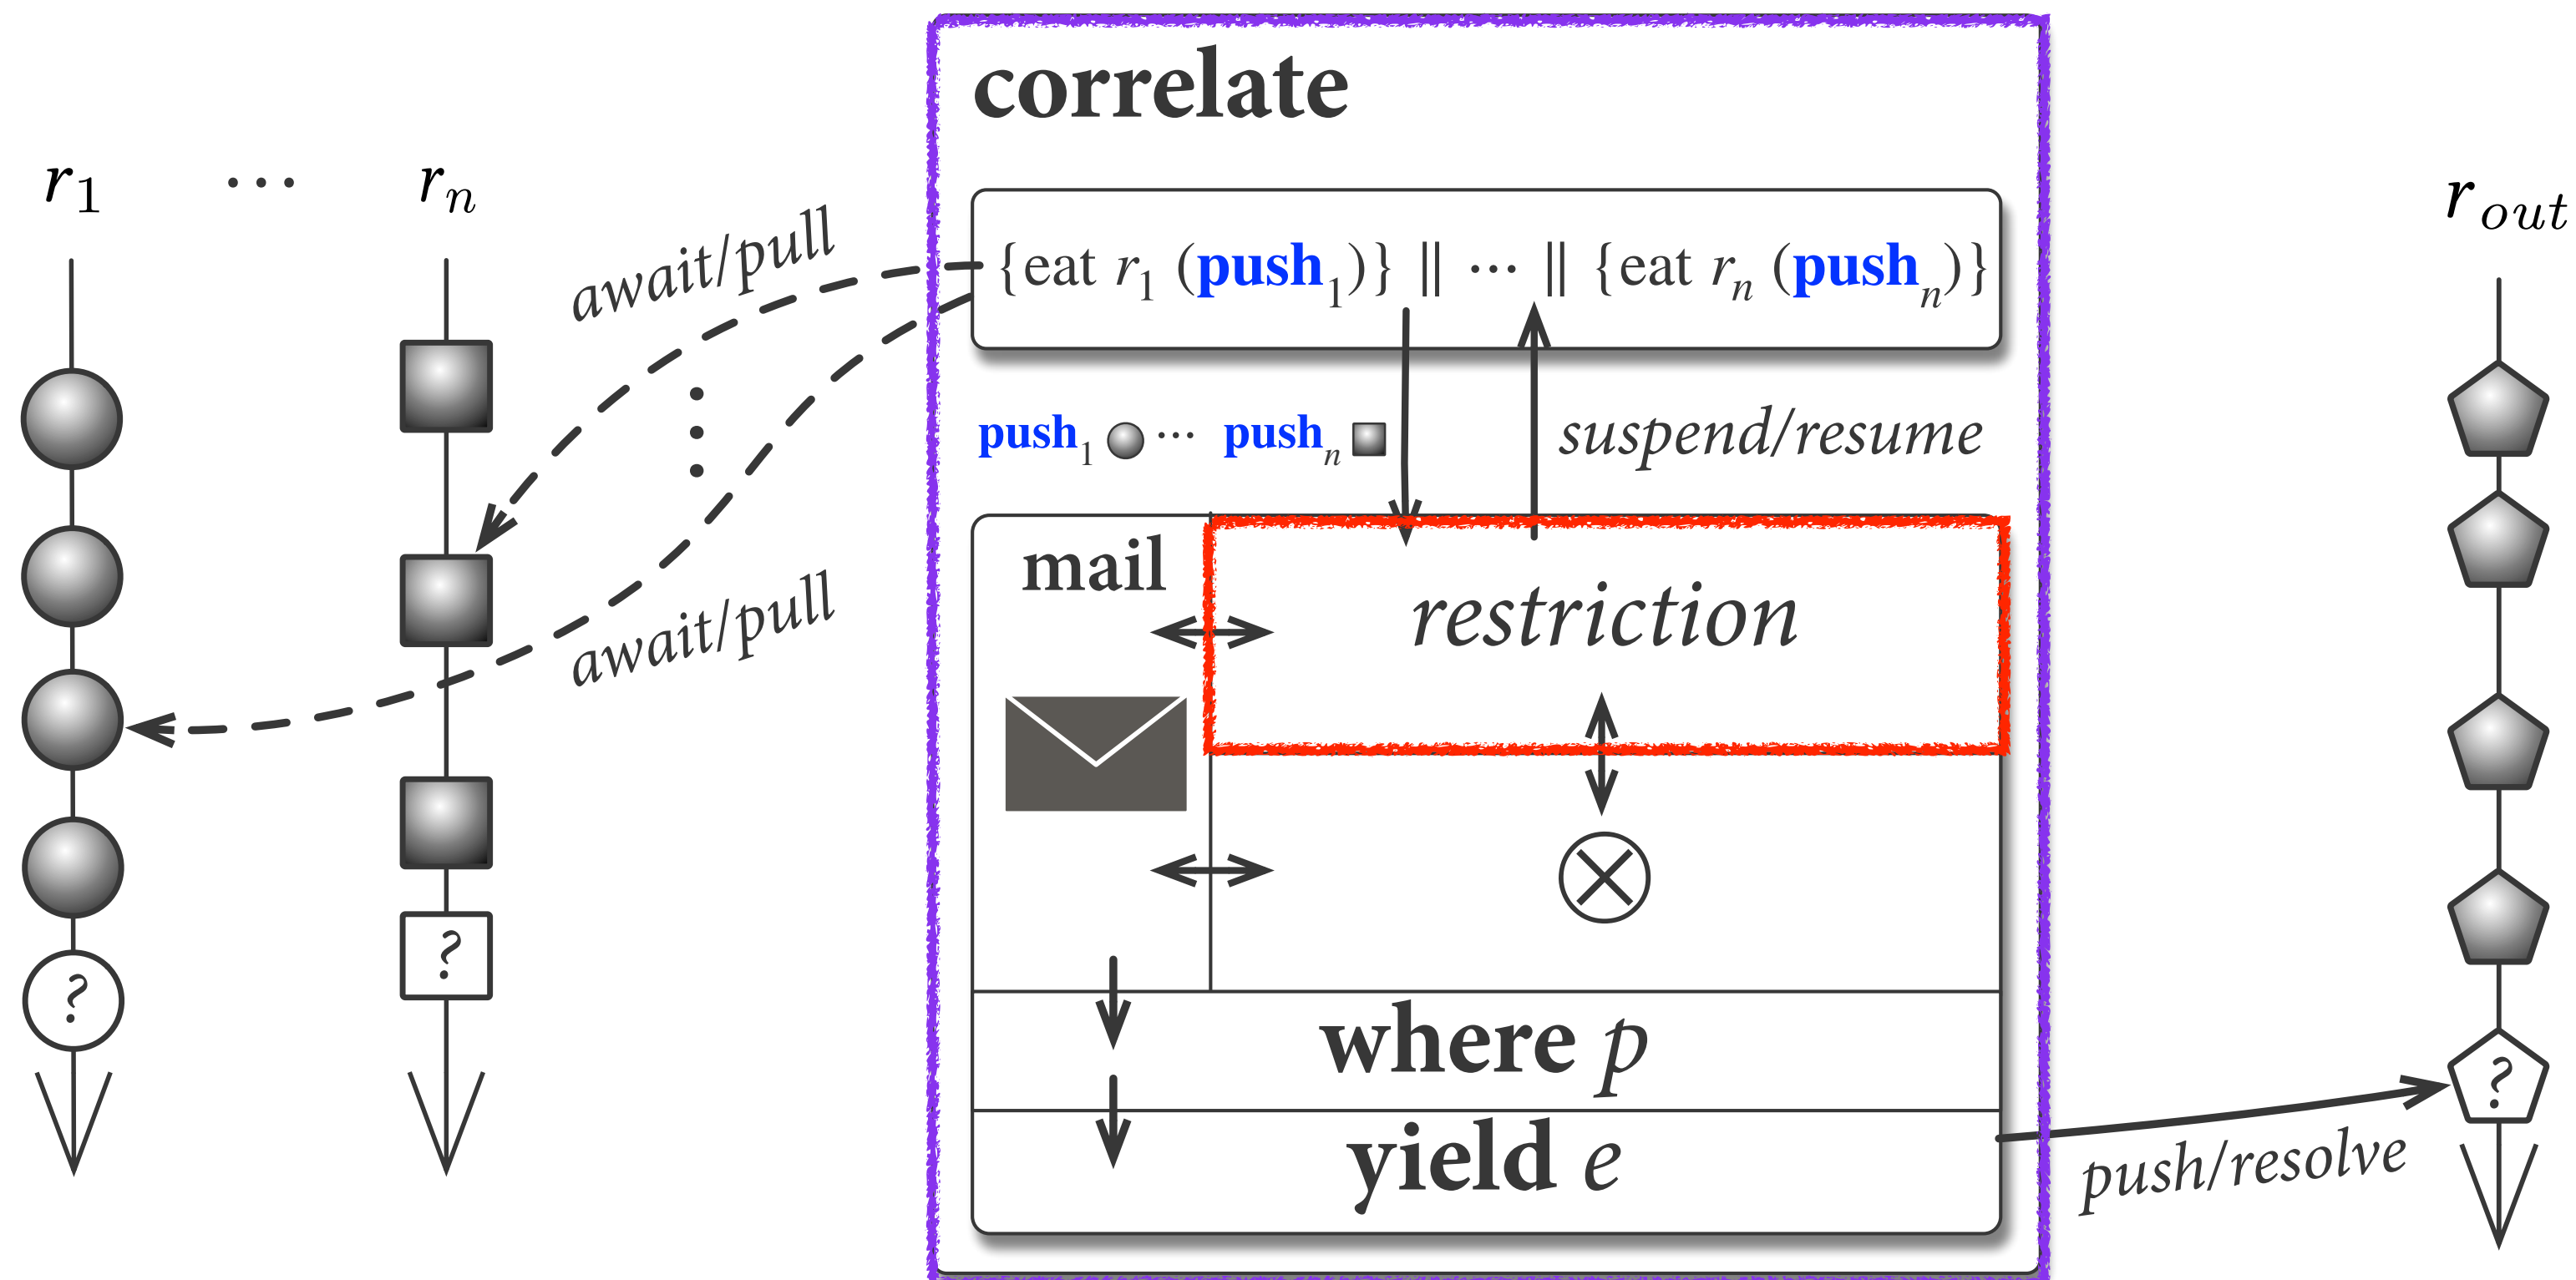 correlate
r1 ··· rn
rout
await/pull
{eat r1 (push1)} || ··· || {eat rn (pushn)}
push1 ··· pushn
suspend/resume
mail
restriction
await/pull
?
?
where p
?
yield e
push/resolve